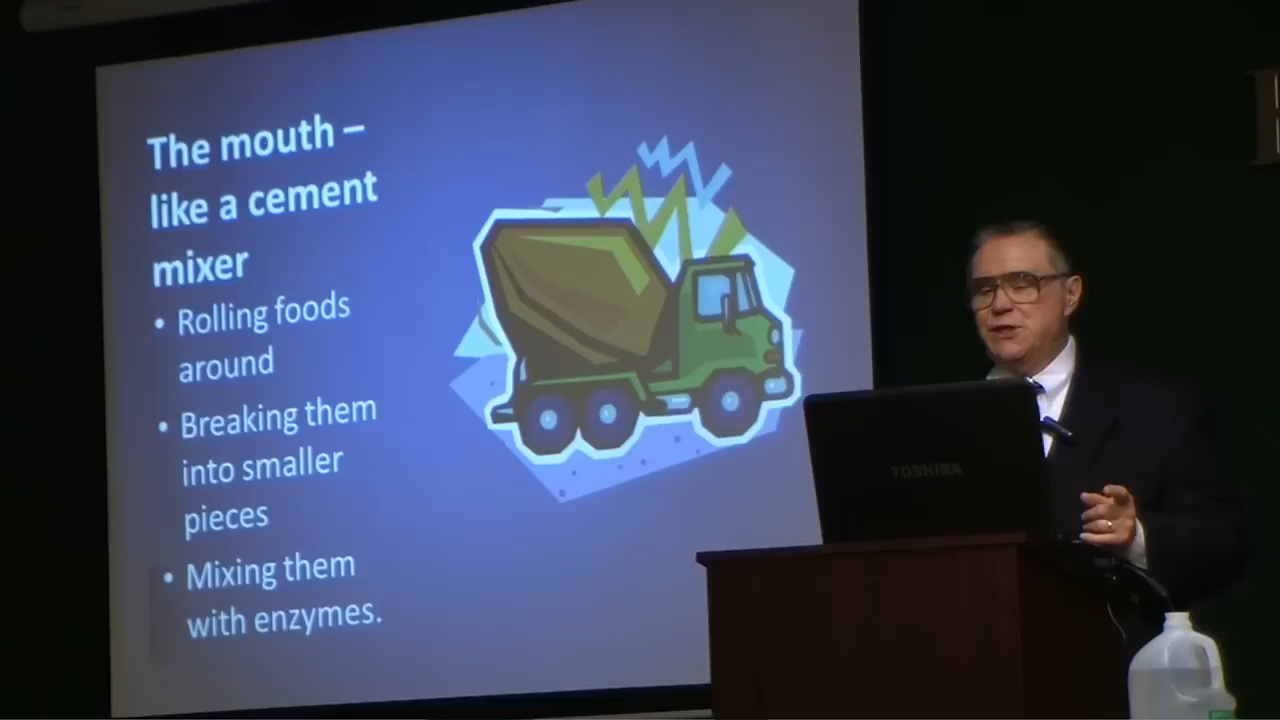 The mouth –
like a cement
mixer
• Rolling foods
around
• Breaking them
into smaller
pieces
• Mixing them
with enzymes.
TOSHIBA